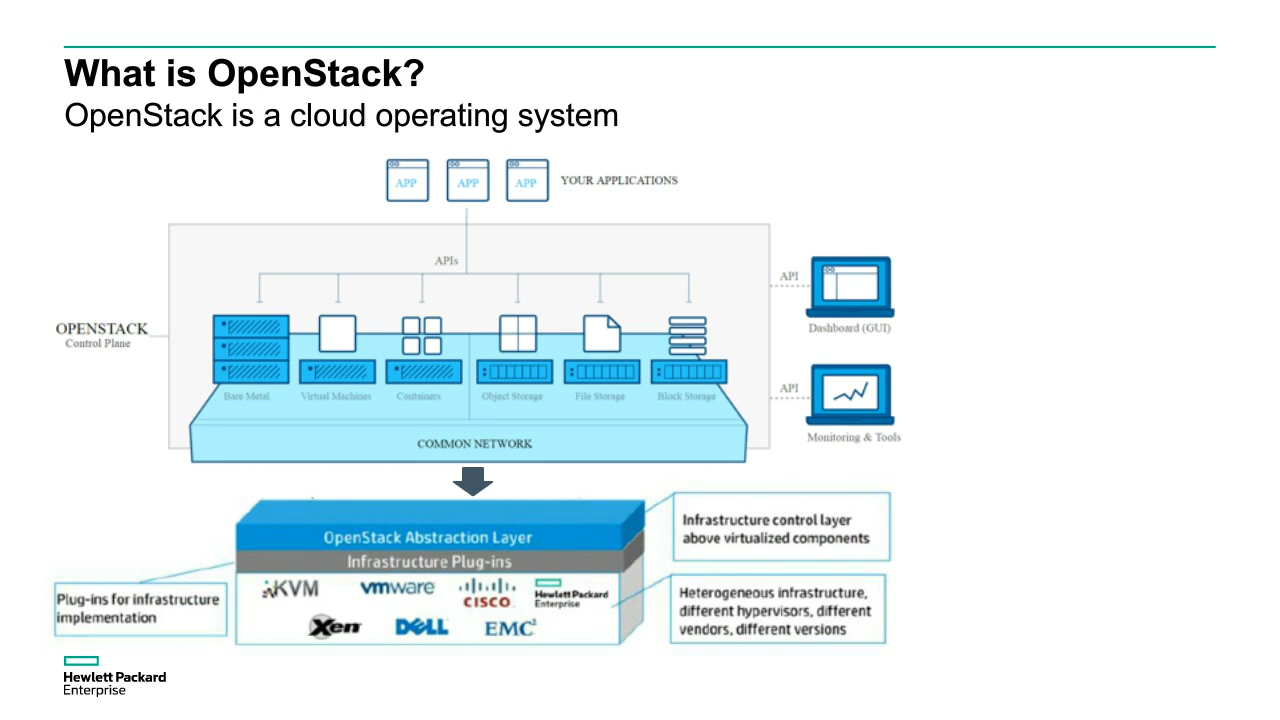 What is OpenStack?
OpenStack is a cloud operating system
APP
APP
APP
YOUR APPLICATIONS
APIs
API
Dashboard (GUI)
OPENSTACK
Control Plane
Bare Metal
Virtual Machines
Containers
Object Storage
File Storage
Block Storage
API
Monitoring & Tools
COMMON NETWORK
OpenStack Abstraction Layer
Infrastructure Plug-ins
Infrastructure control layer
above virtualized components
KVM
vmware
CISCO
Hewlett Packard
Enterprise
Xen
DELL
EMC²
Plug-ins for infrastructure
implementation
Heterogeneous infrastructure,
different hypervisors, different
vendors, different versions
Hewlett Packard
Enterprise